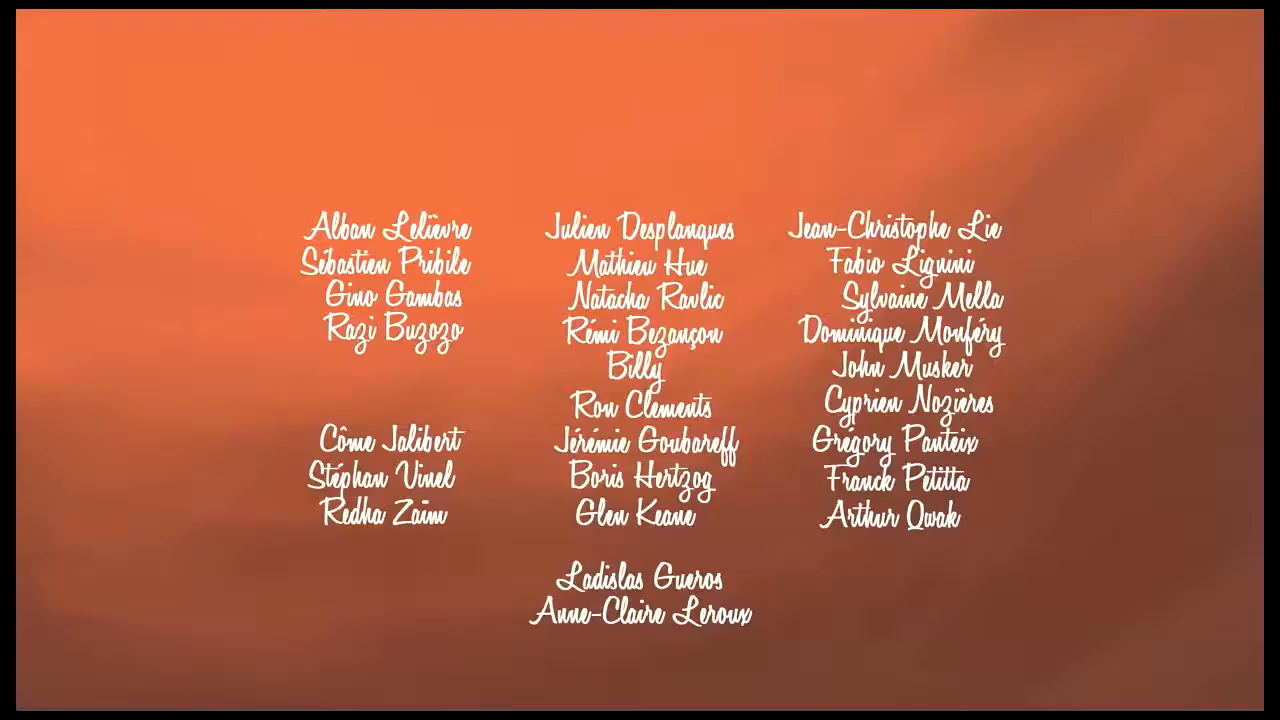 Alban Lelièvre
Sébastien Pribile
Gino Gambas
Razi Buzozo
Côme Jalibert
Stéphan Vinel
Redha Zaïm
Julien Desplanques
Mathieu Hue
Natacha Ravlic
Rémi Bezançon
Billy
Ron Clements
Jérémie Goubareff
Boris Hertzog
Glen Keane
Jean-Christophe Lie
Fabio Lignini
Sylvaine Mella
Dominique Monféry
John Musker
Cyprien Nozières
Grégory Panteix
Franck Petitta
Arthur Qwak
Ladislas Gueros
Anne-Claire Leroux